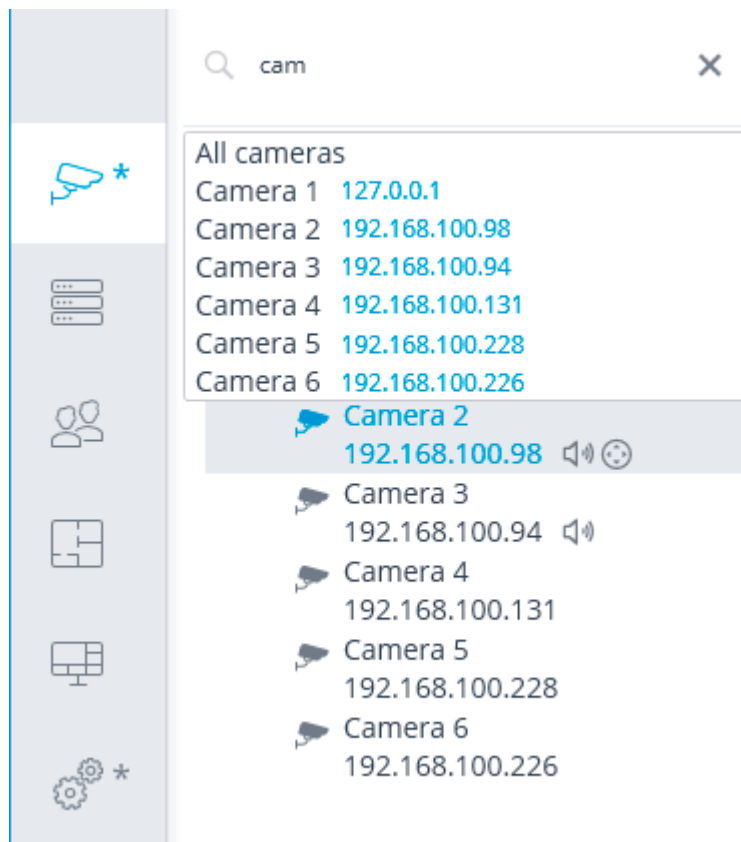 cam
All cameras
Camera 1 127.0.0.1
Camera 2 192.168.100.98
Camera 3 192.168.100.94
Camera 4 192.168.100.131
Camera 5 192.168.100.228
Camera 6 192.168.100.226
Camera 2
192.168.100.98
Camera 3
192.168.100.94
Camera 4
192.168.100.131
Camera 5
192.168.100.228
Camera 6
192.168.100.226